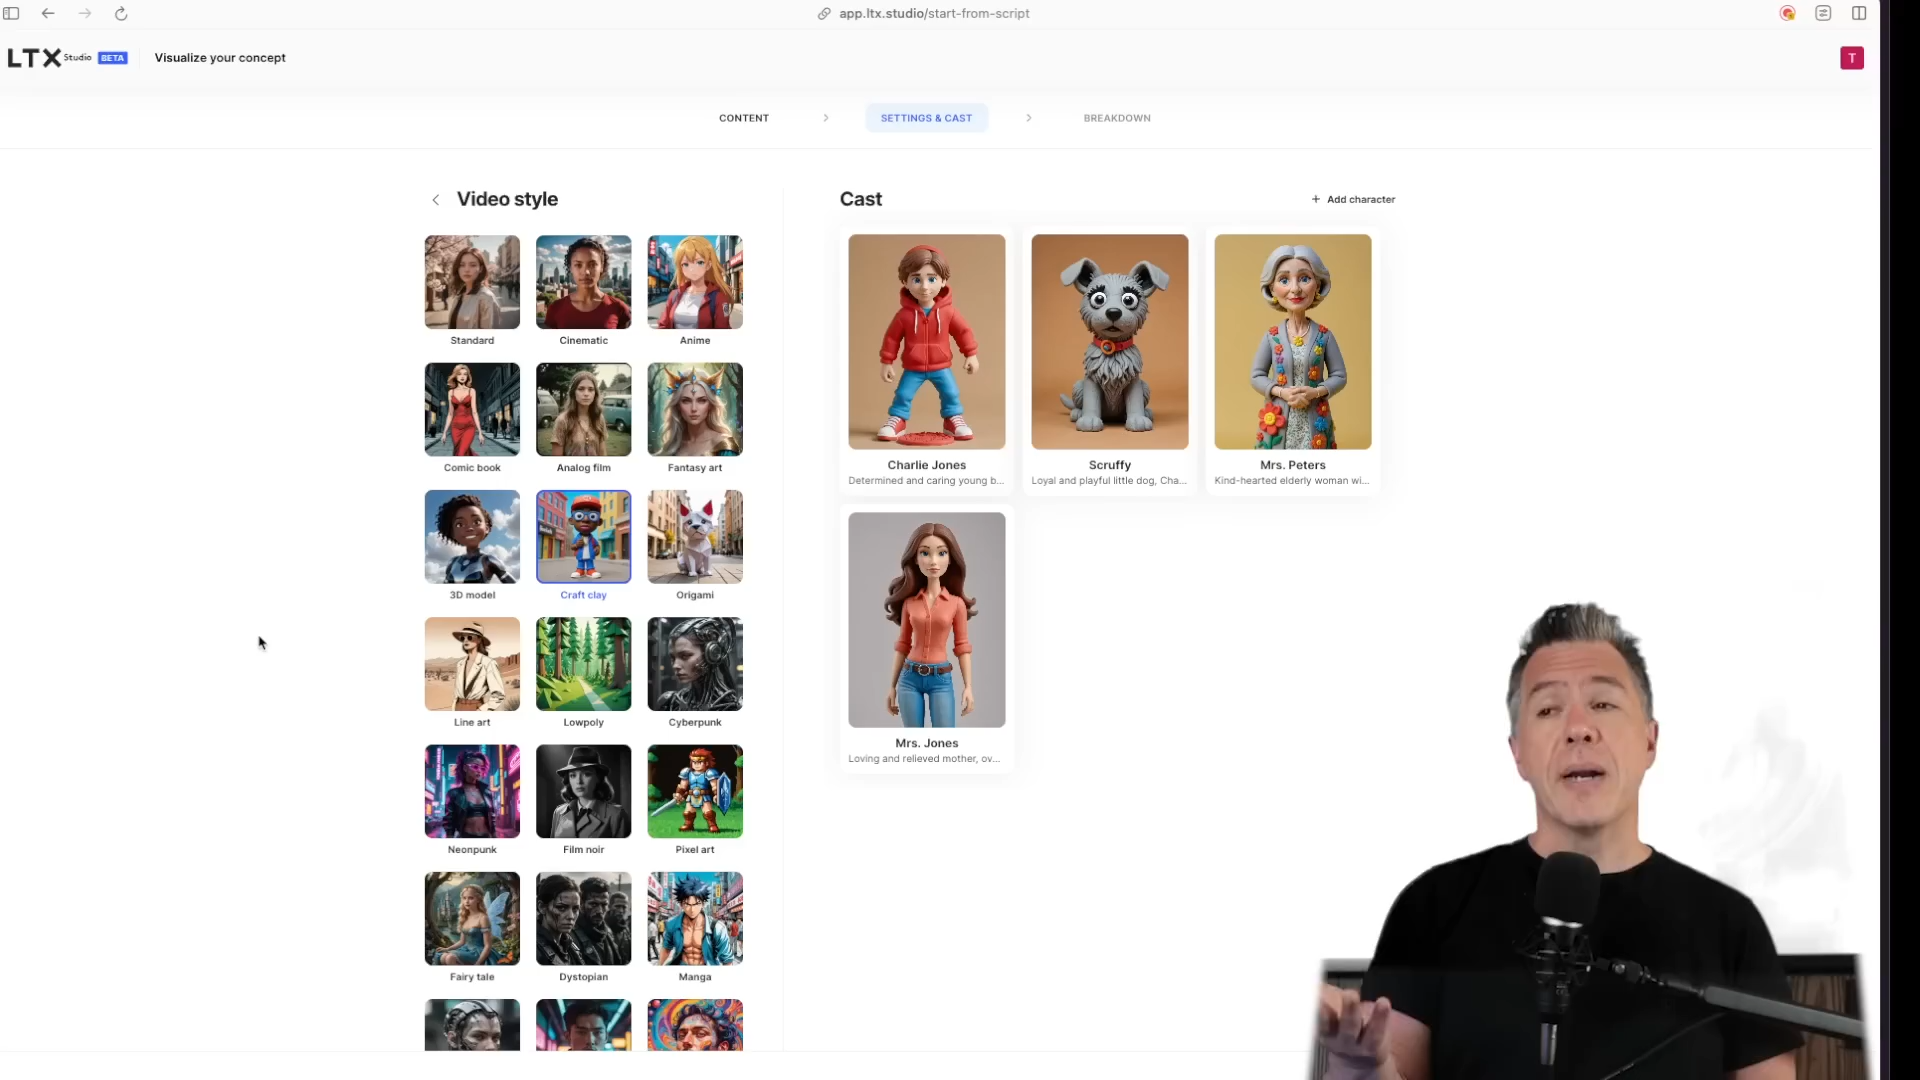 app.ltx.studio/start-from-script
LTX Studio BETA
Visualize your concept
T
CONTENT
SETTINGS & CAST
BREAKDOWN
Video style
Standard
Cinematic
Anime
Comic book
Analog film
Fantasy art
3D model
Craft clay
Origami
Line art
Lowpoly
Cyberpunk
Neonpunk
Film noir
Pixel art
Fairy tale
Dystopian
Manga
Cast
+ Add character
Charlie Jones
Determined and caring young b...
Scruffy
Loyal and playful little dog, Cha...
Mrs. Peters
Kind-hearted elderly woman wi...
Mrs. Jones
Loving and relieved mother, ov...